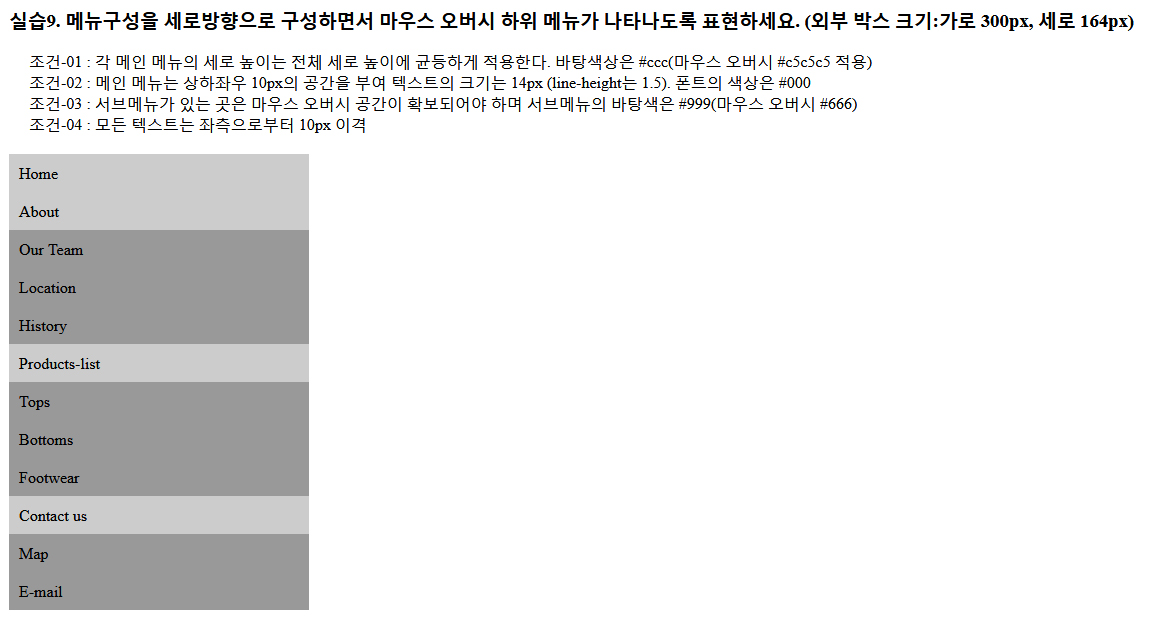 실습9. 메뉴구성을 세로방향으로 구성하면서 마우스 오버시 하위 메뉴가 나타나도록 표현하세요. (외부 박스 크기:가로 300px, 세로 164px)
조건-01 : 각 메인 메뉴의 세로 높이는 전체 세로 높이에 균등하게 적용한다. 바탕색상은 #ccc(마우스 오버시 #c5c5c5 적용)
조건-02 : 메인 메뉴는 상하좌우 10px의 공간을 부여 텍스트의 크기는 14px (line-height는 1.5). 폰트의 색상은 #000
조건-03 : 서브메뉴가 있는 곳은 마우스 오버시 공간이 확보되어야 하며 서브메뉴의 바탕색은 #999(마우스 오버시 #666)
조건-04 : 모든 텍스트는 좌측으로부터 10px 이격
Home
About
Our Team
Location
History
Products-list
Tops
Bottoms
Footwear
Contact us
Map
E-mail